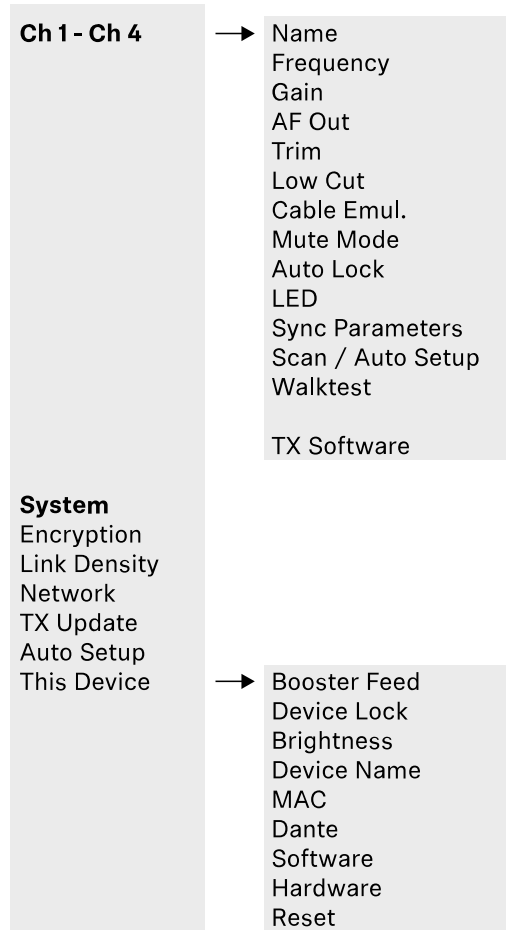 Ch 1 - Ch 4
Name
Frequency
Gain
AF Out
Trim
Low Cut
Cable Emul.
Mute Mode
Auto Lock
LED
Sync Parameters
Scan / Auto Setup
Walktest
TX Software
System
Encryption
Link Density
Network
TX Update
Auto Setup
This Device
Booster Feed
Device Lock
Brightness
Device Name
MAC
Dante
Software
Hardware
Reset